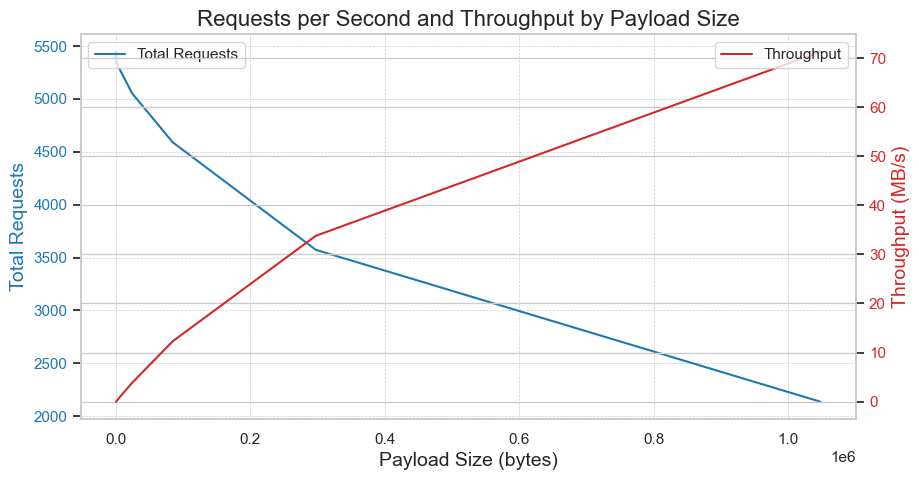 Requests per Second and Throughput by Payload Size
Total Requests
Throughput
5500
5000
4500
4000
3500
3000
2500
2000
Total Requests
70
60
50
40
30
20
10
0
Throughput (MB/s)
0.0 0.2 0.4 0.6 0.8 1.0
1e6
Payload Size (bytes)